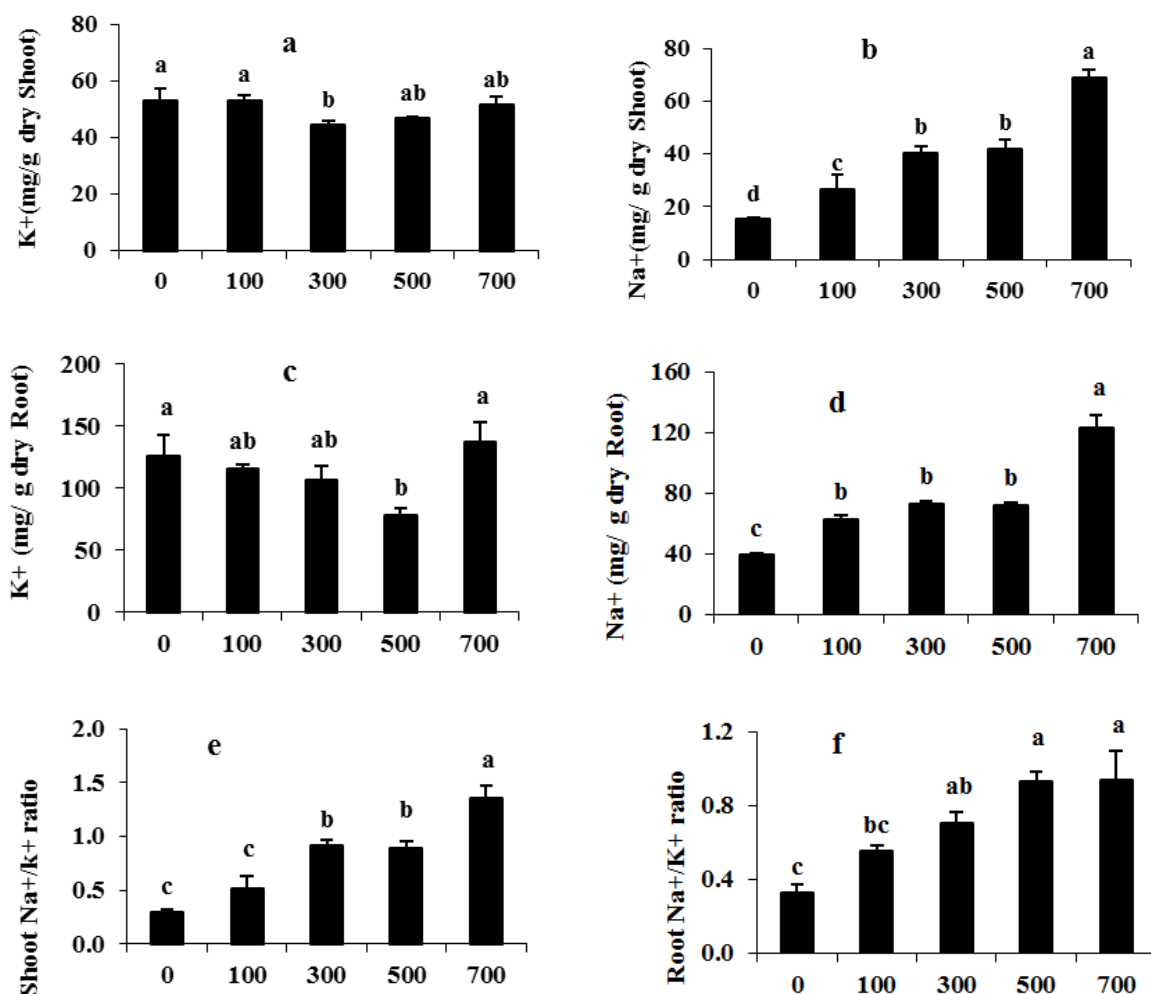 a
K+(mg/g dry Shoot)
80
60
40
20
0
a a b ab ab
0 100 300 500 700
b
Na+(mg/ g dry Shoot)
80
60
40
20
0
d c b b a
0 100 300 500 700
c
K+ (mg/ g dry Root)
200
150
100
50
0
a ab ab b a
0 100 300 500 700
d
Na+ (mg/ g dry Root)
160
120
80
40
0
c b b b a
0 100 300 500 700
e
Shoot Na+/k+ ratio
2.0
1.5
1.0
0.5
0.0
c c b b a
0 100 300 500 700
f
Root Na+/K+ ratio
1.2
0.8
0.4
0.0
c bc ab a a
0 100 300 500 700